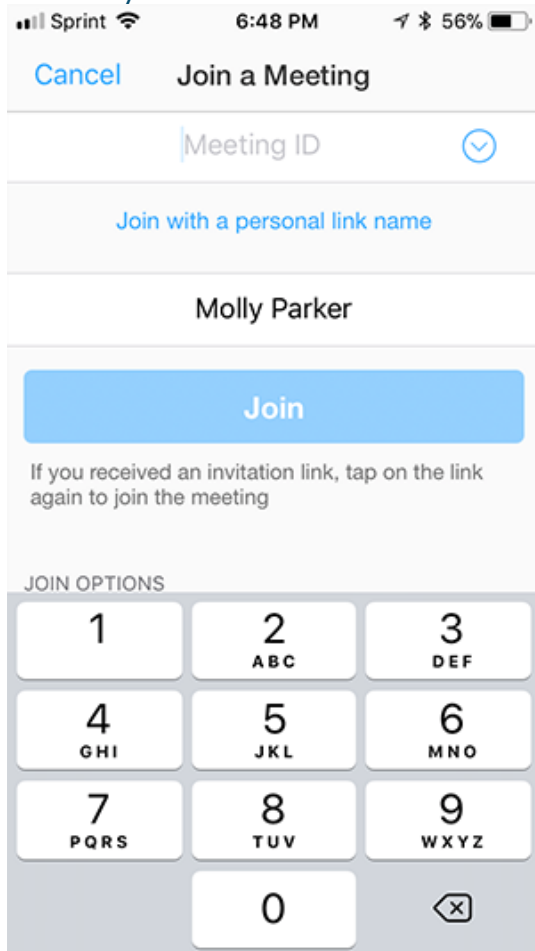 Sprint 6:48 PM 56%
Cancel Join a Meeting
Meeting ID
Join with a personal link name
Molly Parker
Join
If you received an invitation link, tap on the link
again to join the meeting
JOIN OPTIONS
1 2 3
ABC DEF
4 5 6
GHI JKL MNO
7 8 9
PQRS TUV WXYZ
0